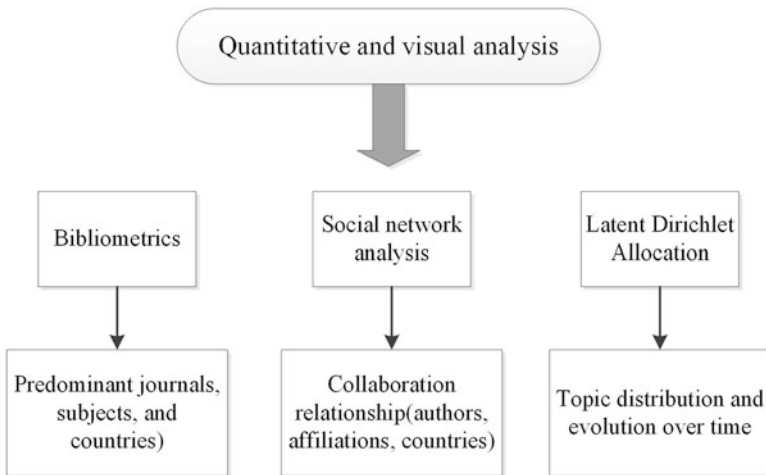 Quantitative and visual analysis
Bibliometrics
Social network
analysis
Latent Dirichlet
Allocation
Predominant journals,
subjects, and
countries)
Collaboration
relationship(authors,
affiliations, countries)
Topic distribution and
evolution over time